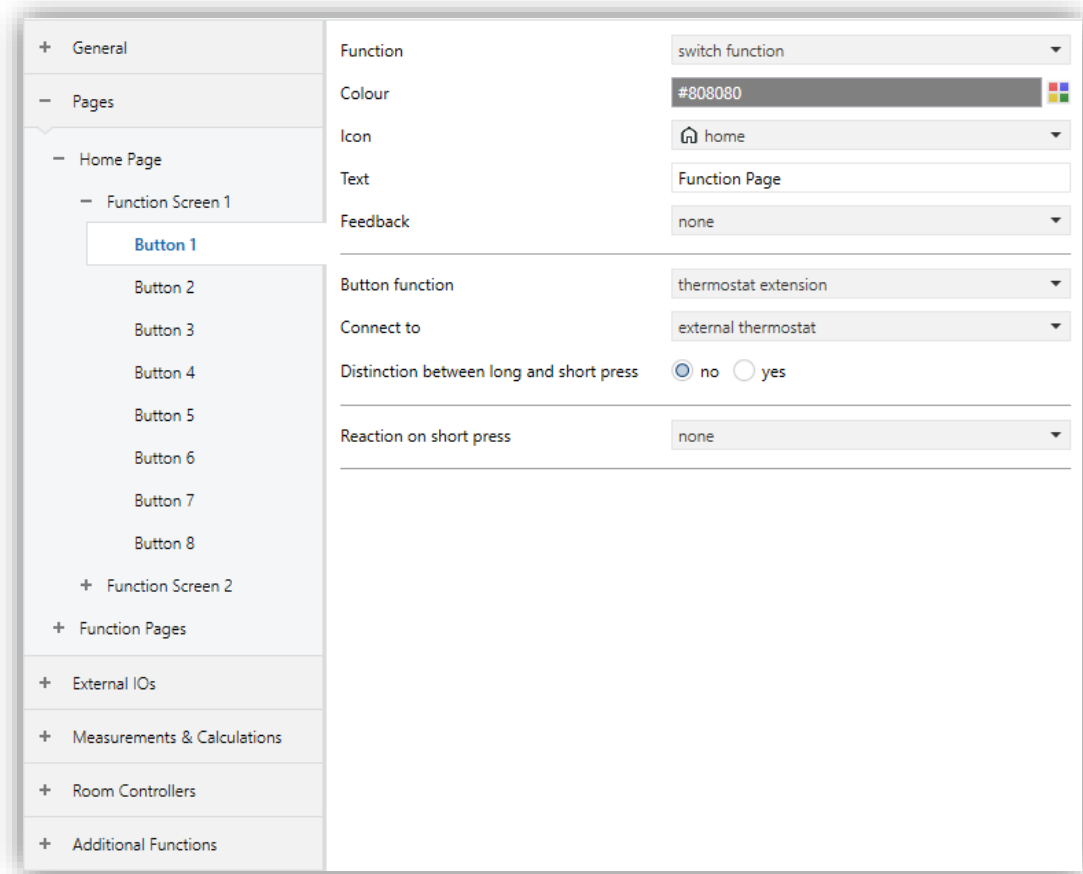 + General
− Pages
− Home Page
− Function Screen 1
Button 1
Button 2
Button 3
Button 4
Button 5
Button 6
Button 7
Button 8
+ Function Screen 2
+ Function Pages
+ External IOs
+ Measurements & Calculations
+ Room Controllers
+ Additional Functions
Function switch function
Colour #808080
Icon home
Text Function Page
Feedback none
Button function thermostat extension
Connect to external thermostat
Distinction between long and short press no yes
Reaction on short press none